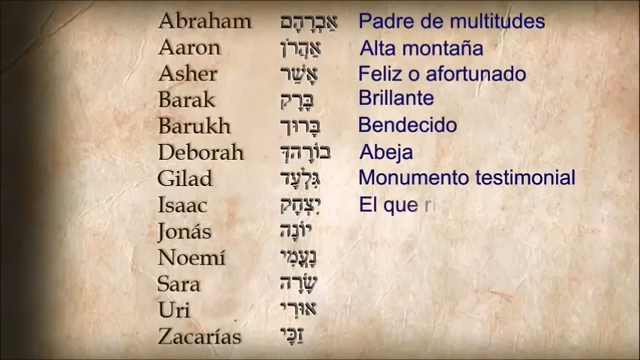 Abraham אַבְרָהָם Padre de multitudes
Aaron אַהֲרֹן Alta montaña
Asher אָשֵׁר Feliz o afortunado
Barak בָּרָק Brillante
Barukh בָּרוּך Bendecido
Deborah בוֹרָהדְּ Abeja
Gilad גִּלְעָד Monumento testimonial
Isaac יִצְחָק El que r
Jonás יוֹנָה
Noemí נָעֳמִי
Sara שָׂרָה
Uri אוּרִי
Zacarías זַכָּי